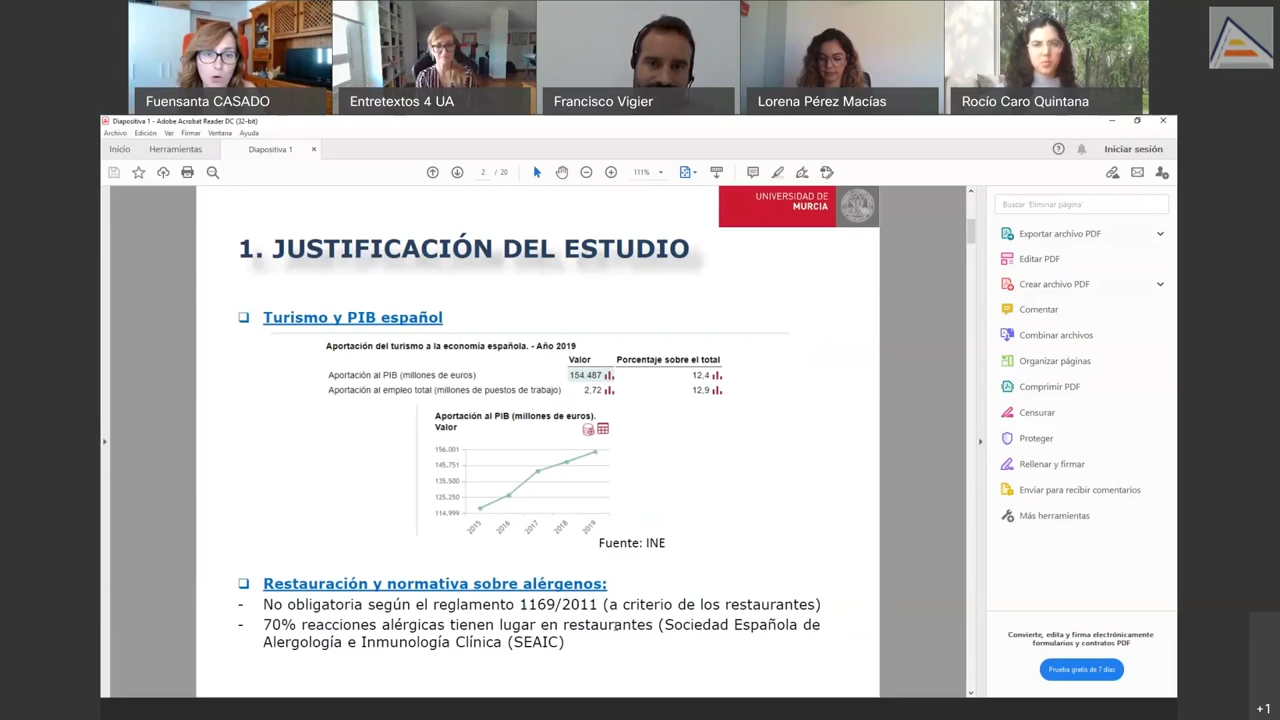 Fuensanta CASADO
Entretextos 4 UA
Francisco Vigier
Lorena Pérez Macías
Rocío Caro Quintana
Diapositiva 1 - Adobe Acrobat Reader DC (32-bit)
Archivo Edición Ver Firmar Ventana Ayuda
Inicio Herramientas Diapositiva 1 Iniciar sesión
2 / 20 111%
UNIVERSIDAD DE
MURCIA
1. JUSTIFICACIÓN DEL ESTUDIO
Turismo y PIB español
Aportación del turismo a la economía española. - Año 2019
Valor Porcentaje sobre el total
Aportación al PIB (millones de euros) 154.487 12,4
Aportación al empleo total (millones de puestos de trabajo) 2,72 12,9
Aportación al PIB (millones de euros).
Valor
156.001
145.751
135.500
125.250
114.999
2015 2016 2017 2018 2019
Fuente: INE
Restauración y normativa sobre alérgenos:
- No obligatoria según el reglamento 1169/2011 (a criterio de los restaurantes)
- 70% reacciones alérgicas tienen lugar en restaurantes (Sociedad Española de
Alergología e Inmunología Clínica (SEAIC)
Buscar 'Eliminar página'
Exportar archivo PDF
Editar PDF
Crear archivo PDF
Comentar
Combinar archivos
Organizar páginas
Comprimir PDF
Censurar
Proteger
Rellenar y firmar
Enviar para recibir comentarios
Más herramientas
Convierte, edita y firma electrónicamente
formularios y contratos PDF
Prueba gratis de 7 días
+1